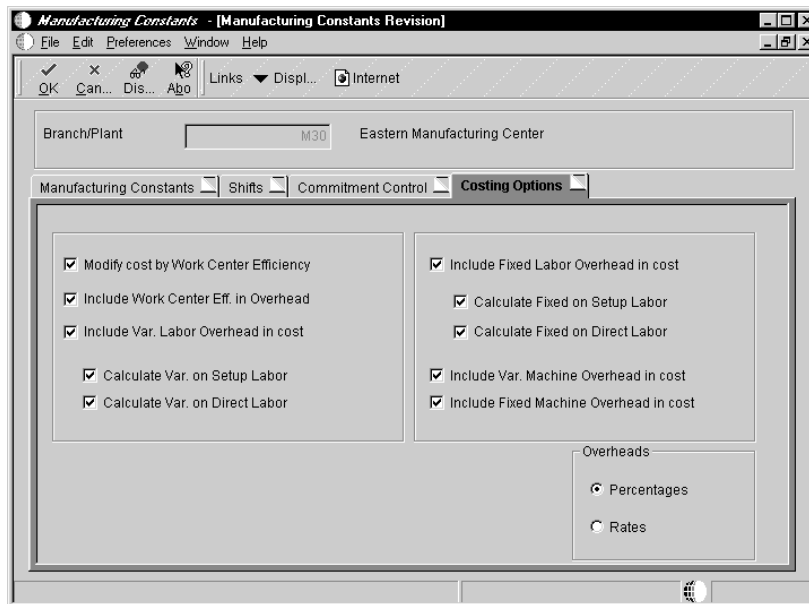 Manufacturing Constants - [Manufacturing Constants Revision]
File Edit Preferences Window Help
OK Can... Dis... Abo Links Displ... Internet
Branch/Plant M30 Eastern Manufacturing Center
Manufacturing Constants Shifts Commitment Control Costing Options
Modify cost by Work Center Efficiency
Include Work Center Eff. in Overhead
Include Var. Labor Overhead in cost
Calculate Var. on Setup Labor
Calculate Var. on Direct Labor
Include Fixed Labor Overhead in cost
Calculate Fixed on Setup Labor
Calculate Fixed on Direct Labor
Include Var. Machine Overhead in cost
Include Fixed Machine Overhead in cost
Overheads
Percentages
Rates